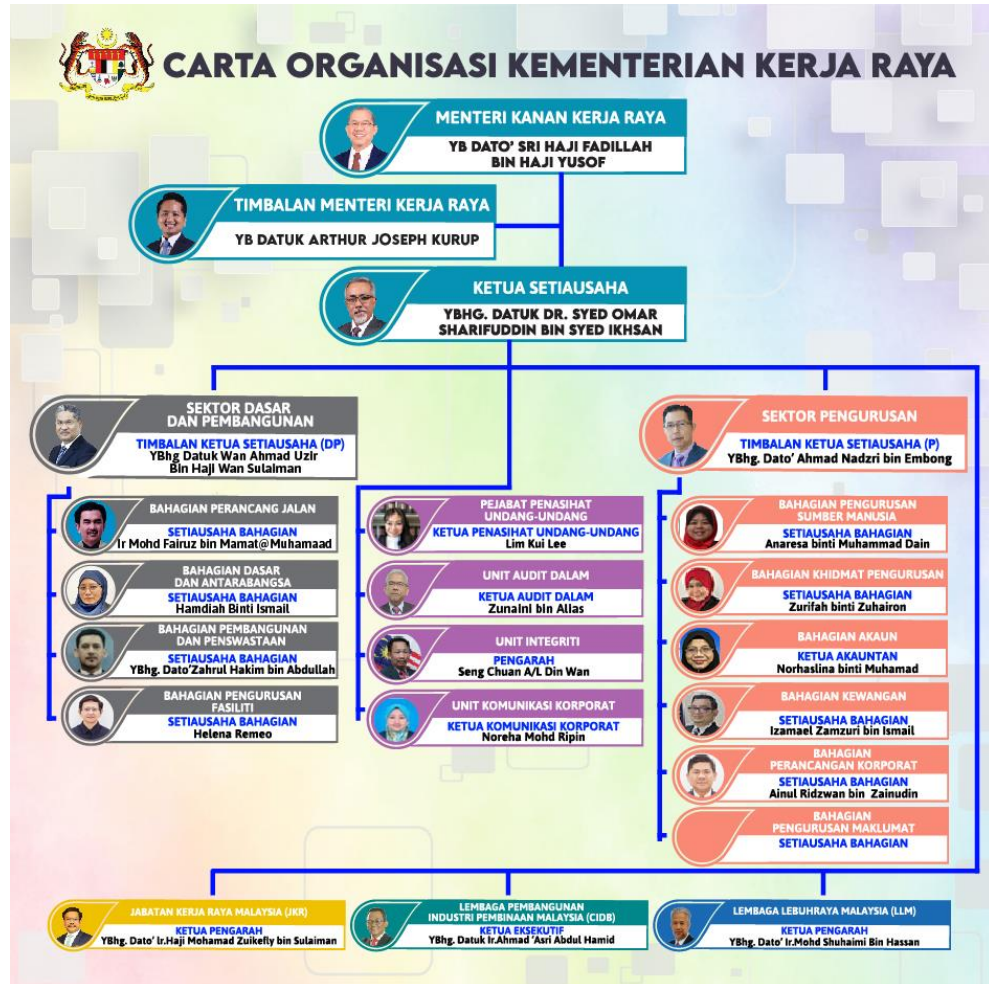 CARTA ORGANISASI KEMENTERIAN KERJA RAYA
MENTERI KANAN KERJA RAYA
YB DATO' SRI HAJI FADILLAH
BIN HAJI YUSOF
TIMBALAN MENTERI KERJA RAYA
YB DATUK ARTHUR JOSEPH KURUP
KETUA SETIAUSAHA
YBHG. DATUK DR. SYED OMAR
SHARIFUDDIN BIN SYED IKHSAN
SEKTOR DASAR
DAN PEMBANGUNAN
TIMBALAN KETUA SETIAUSAHA (DP)
YBhg Datuk Wan Ahmad Uzir
Bin Haji Wan Sulaiman
BAHAGIAN PERANCANG JALAN
SETIAUSAHA BAHAGIAN
Ir Mohd Fairuz bin Mamat@Muhamaad
BAHAGIAN DASAR
DAN ANTARABANGSA
SETIAUSAHA BAHAGIAN
Hamdiah Binti Ismail
BAHAGIAN PEMBANGUNAN
DAN PENSWASTAAN
SETIAUSAHA BAHAGIAN
YBhg. Dato'Zahrul Hakim bin Abdullah
BAHAGIAN PENGURUSAN
FASILITI
SETIAUSAHA BAHAGIAN
Helena Remeo
PEJABAT PENASIHAT
UNDANG-UNDANG
KETUA PENASIHAT UNDANG-UNDANG
Lim Kui Lee
UNIT AUDIT DALAM
KETUA AUDIT DALAM
Zunaini bin Alias
UNIT INTEGRITI
PENGARAH
Seng Chuan A/L Din Wan
UNIT KOMUNIKASI KORPORAT
KETUA KOMUNIKASI KORPORAT
Noreha Mohd Ripin
SEKTOR PENGURUSAN
TIMBALAN KETUA SETIAUSAHA (P)
YBhg. Dato' Ahmad Nadzri bin Embong
BAHAGIAN PENGURUSAN
SUMBER MANUSIA
SETIAUSAHA BAHAGIAN
Anaresa binti Muhammad Dain
BAHAGIAN KHIDMAT PENGURUSAN
SETIAUSAHA BAHAGIAN
Zurifah binti Zuhairon
BAHAGIAN AKAUN
KETUA AKAUNTAN
Norhaslina binti Muhamad
BAHAGIAN KEWANGAN
SETIAUSAHA BAHAGIAN
Izamael Zamzuri bin Ismail
BAHAGIAN
PERANCANGAN KORPORAT
SETIAUSAHA BAHAGIAN
Ainul Ridzwan bin Zainudin
BAHAGIAN
PENGURUSAN MAKLUMAT
SETIAUSAHA BAHAGIAN
JABATAN KERJA RAYA MALAYSIA (JKR)
KETUA PENGARAH
YBhg. Dato' Ir.Haji Mohamad Zuikefly bin Sulaiman
LEMBAGA PEMBANGUNAN
INDUSTRI PEMBINAAN MALAYSIA (CIDB)
KETUA EKSEKUTIF
YBhg. Datuk Ir.Ahmad 'Asri Abdul Hamid
LEMBAGA LEBUHRAYA MALAYSIA (LLM)
KETUA PENGARAH
YBhg. Dato' Ir.Mohd Shuhaimi Bin Hassan